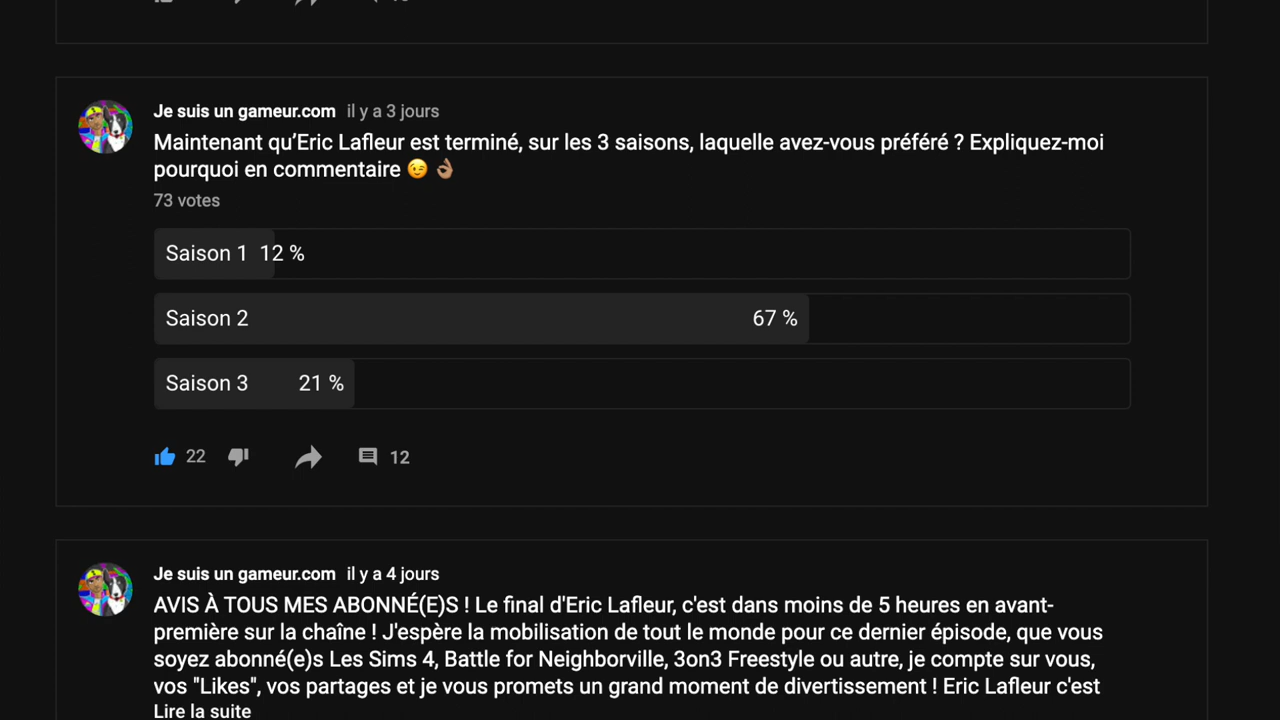 Je suis un gameur.com il y a 3 jours
Maintenant qu’Eric Lafleur est terminé, sur les 3 saisons, laquelle avez-vous préféré ? Expliquez-moi
pourquoi en commentaire 😉 👌🏽
73 votes
Saison 1 12 %
Saison 2 67 %
Saison 3 21 %
22 12
Je suis un gameur.com il y a 4 jours
AVIS À TOUS MES ABONNÉ(E)S ! Le final d'Eric Lafleur, c'est dans moins de 5 heures en avant-
première sur la chaîne ! J'espère la mobilisation de tout le monde pour ce dernier épisode, que vous
soyez abonné(e)s Les Sims 4, Battle for Neighborville, 3on3 Freestyle ou autre, je compte sur vous,
vos "Likes", vos partages et je vous promets un grand moment de divertissement ! Eric Lafleur c'est
Lire la suite